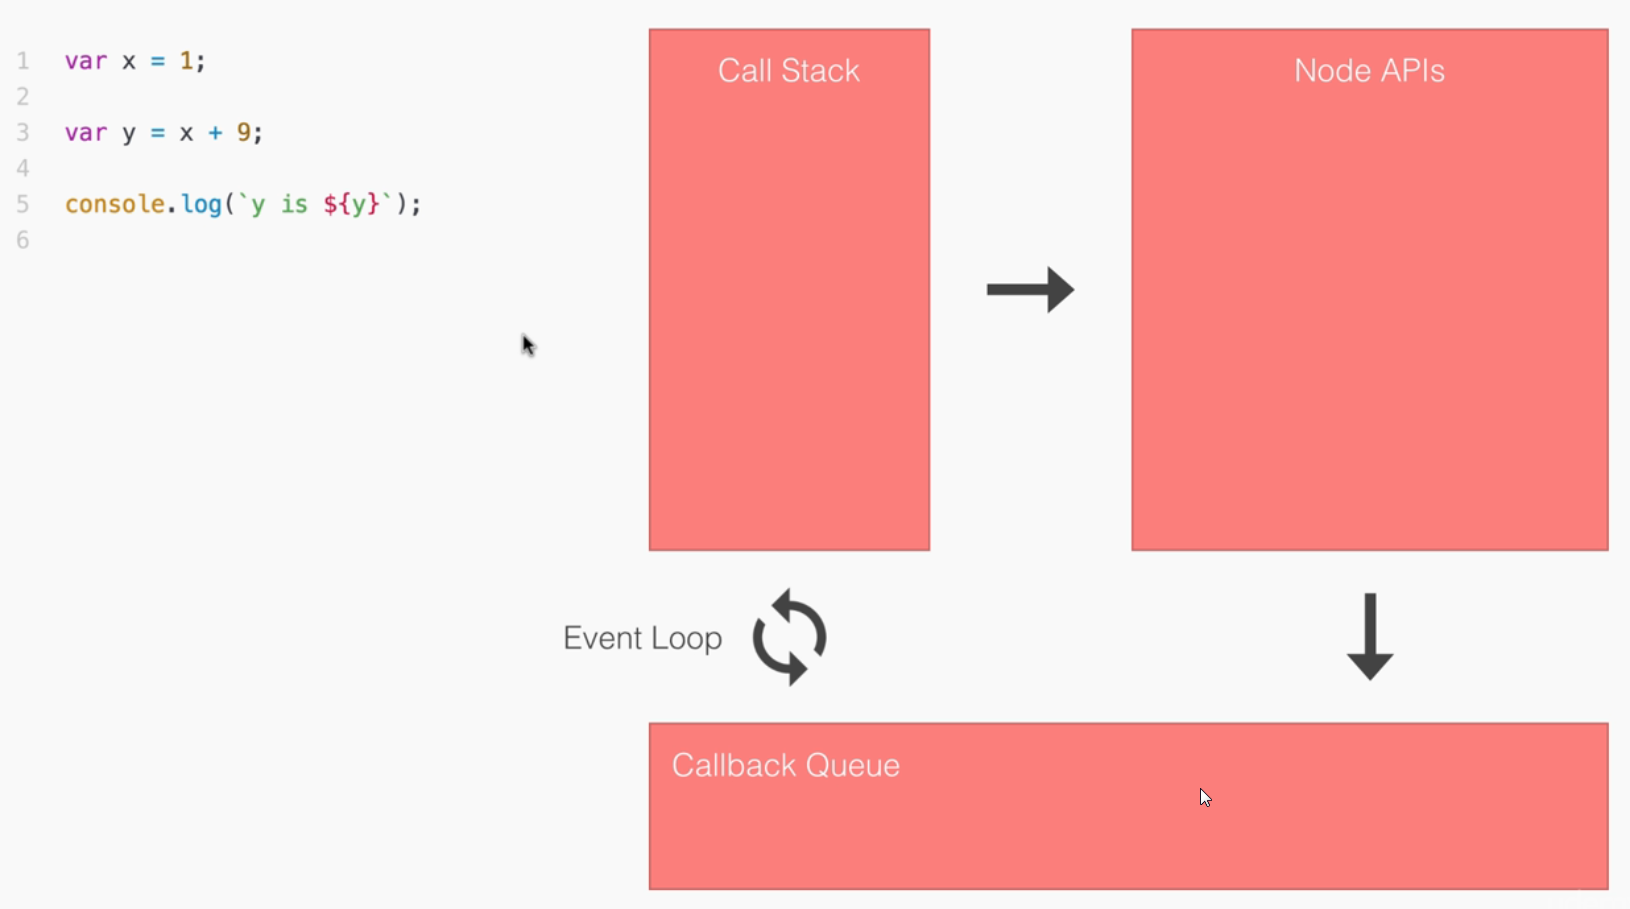 1 var x = 1;
2
3 var y = x + 9;
4
5 console.log(`y is ${y}`);
6
Call Stack
Node APIs
Event Loop
Callback Queue